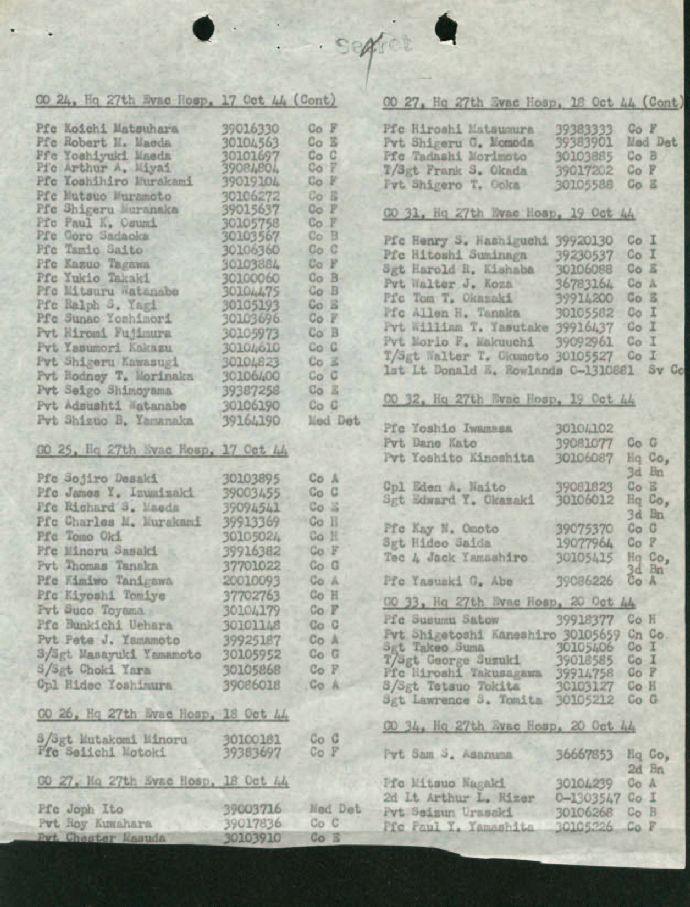 Secret
GO 24, Hq 27th Evac Hosp, 17 Oct 44 (Cont)
Pfc Koichi Matsuhara 39016330 Co F
Pfc Robert M. Maeda 30104563 Co E
Pfc Yoshiyuki Maeda 30101697 Co C
Pfc Arthur A. Miyai 39084804 Co F
Pfc Yoshihiro Murakami 39019104 Co F
Pfc Mutsuo Muramoto 30106272 Co E
Pfc Shigeru Muranaka 39015637 Co F
Pfc Paul K. Osumi 30105758 Co F
Pfc Goro Sadaoka 30103567 Co B
Pfc Tamio Saito 30106360 Co C
Pfc Kazuo Tagawa 30103884 Co F
Pfc Yukio Takaki 30100060 Co B
Pfc Mitsuru Watanabe 30104475 Co B
Pfc Ralph G. Yagi 30105193 Co E
Pfc Sunao Yoshinori 30103696 Co F
Pvt Hiromi Fujimura 30105973 Co B
Pvt Yasumori Kakazu 30104610 Co C
Pvt Shigeru Kawasugi 30104823 Co E
Pvt Rodney T. Morinaka 30106400 Co C
Pvt Seigo Shimoyama 39387258 Co E
Pvt Adsushti Watanabe 30106190 Co C
Pvt Shizuo B. Yamanaka 39164190 Med Det
GO 25, Hq 27th Evac Hosp, 17 Oct 44
Pfc Sojiro Desaki 30103895 Co A
Pfc James Y. Izumizaki 39003455 Co C
Pfc Richard S. Maeda 39094541 Co E
Pfc Charles M. Murakami 39913369 Co H
Pfc Tomo Oki 30105024 Co H
Pfc Minoru Sasaki 39916382 Co F
Pvt Thomas Tanaka 37701022 Co G
Pfc Kimiwo Tanigawa 20010093 Co A
Pfc Kiyoshi Tomiye 37702763 Co H
Pvt Suco Toyama 30104179 Co F
Pfc Bunkichi Uehara 30101148 Co C
Pvt Pete J. Yamamoto 39925187 Co A
S/Sgt Masayuki Yamamoto 30105952 Co G
S/Sgt Choki Yara 30105868 Co F
Cpl Hideo Yoshimura 39086018 Co A
GO 26, Hq 27th Evac Hosp, 18 Oct 44
S/Sgt Mutakomi Minoru 30100181 Co C
Pfc Seiichi Motoki 39383697 Co F
GO 27, Hq 27th Evac Hosp, 18 Oct 44
Pfc Joph Ito 39003716 Med Det
Pvt Roy Kuwahara 39017836 Co C
Pvt Chester Masuda 30103910 Co E
GO 27, Hq 27th Evac Hosp, 18 Oct 44 (Cont)
Pfc Hiroshi Matsumura 39383333 Co F
Pvt Shigeru G. Momoda 39383901 Med Det
Pfc Tadashi Morimoto 30103885 Co B
T/Sgt Frank S. Okada 39017202 Co F
Pvt Shigero T. Ooka 30105588 Co E
GO 31, Hq 27th Evac Hosp, 19 Oct 44
Pfc Henry S. Hashiguchi 39920130 Co I
Pfc Hitoshi Suminaga 39230537 Co I
Sgt Harold R. Kishaba 30106088 Co E
Pvt Walter J. Koza 36783164 Co A
Pfc Tom T. Okazaki 39914200 Co E
Pfc Allen H. Tanaka 30105582 Co I
Pvt William T. Yasutake 39916437 Co I
Pvt Morio F. Makuuchi 39092961 Co I
T/Sgt Walter T. Okumoto 30105527 Co I
1st Lt Donald E. Rowlands O-1310881 Sv Co
GO 32, Hq 27th Evac Hosp, 19 Oct 44
Pfc Yoshio Iwamasa 30104102
Pvt Dane Kato 39081077 Co G
Pvt Yoshito Kinoshita 30106087 Hq Co,
3d Bn
Cpl Eden A. Naito 39081823 Co E
Sgt Edward Y. Okazaki 30106012 Hq Co,
3d Bn
Pfc Kay N. Omoto 39075370 Co G
Sgt Hideo Saida 19077964 Co F
Tec 4 Jack Yamashiro 30105415 Hq Co,
3d Bn
Pfc Yasuski G. Abe 39086226 Co A
GO 33, Hq 27th Evac Hosp, 20 Oct 44
Pfc Susumu Satow 39918377 Co H
Pvt Shigetoshi Kaneshiro 30105659 Cn Co
Sgt Takeo Suma 30105406 Co I
T/Sgt George Suzuki 39018585 Co I
Pfc Hiroshi Yakusagawa 39914758 Co F
S/Sgt Tetsuo Tokita 30103127 Co H
Sgt Lawrence S. Tomita 30105212 Co G
GO 34, Hq 27th Evac Hosp, 20 Oct 44
Pvt Sam S. Asanuma 36667853 Hq Co,
2d Bn
Pfc Mitsuo Nagaki 30104239 Co A
2d Lt Arthur L. Rizer O-1303547 Co I
Pvt Seizun Urasaki 30106268 Co B
Pfc Paul Y. Yamashita 30105226 Co F